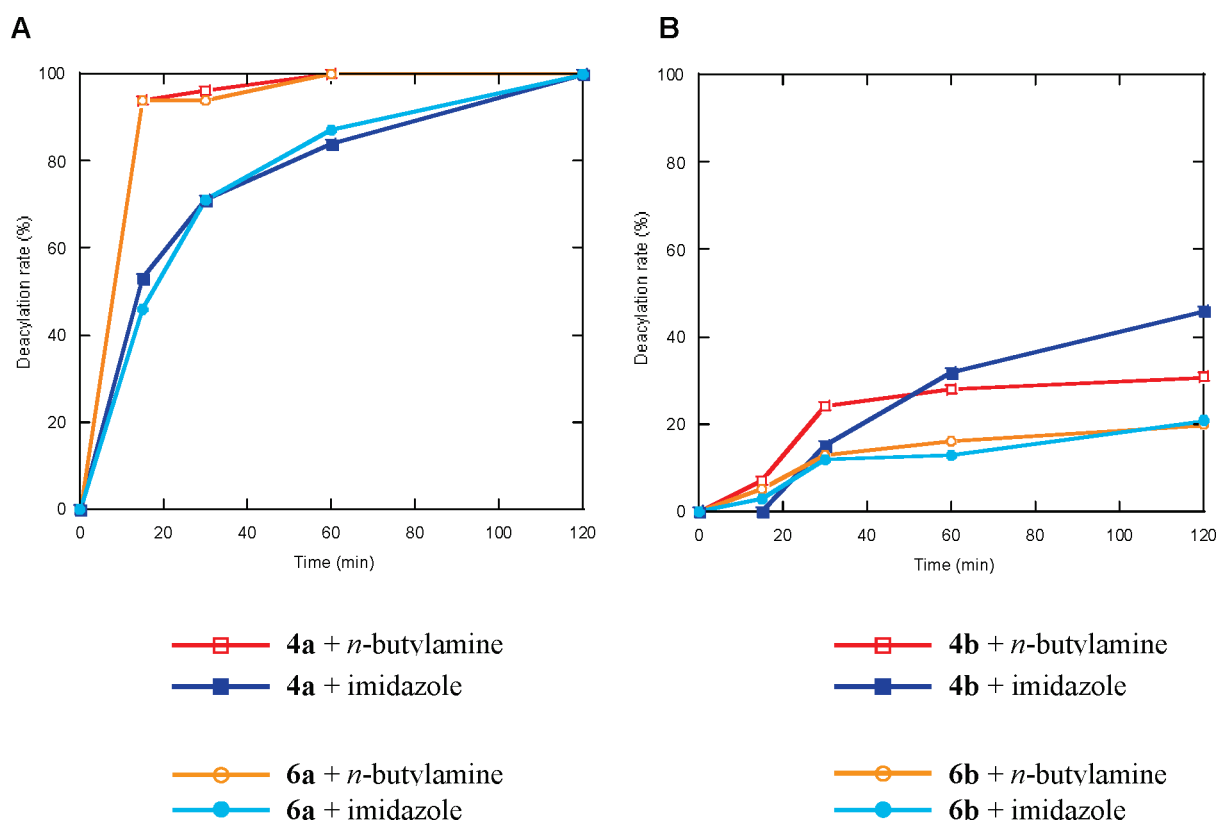 A
B
Deacylation rate (%)
100
80
60
40
20
0
0 20 40 60 80 100 120
Time (min)
Deacylation rate (%)
100
80
60
40
20
0
0 20 40 60 80 100 120
Time (min)
4a + n-butylamine
4a + imidazole
6a + n-butylamine
6a + imidazole
4b + n-butylamine
4b + imidazole
6b + n-butylamine
6b + imidazole